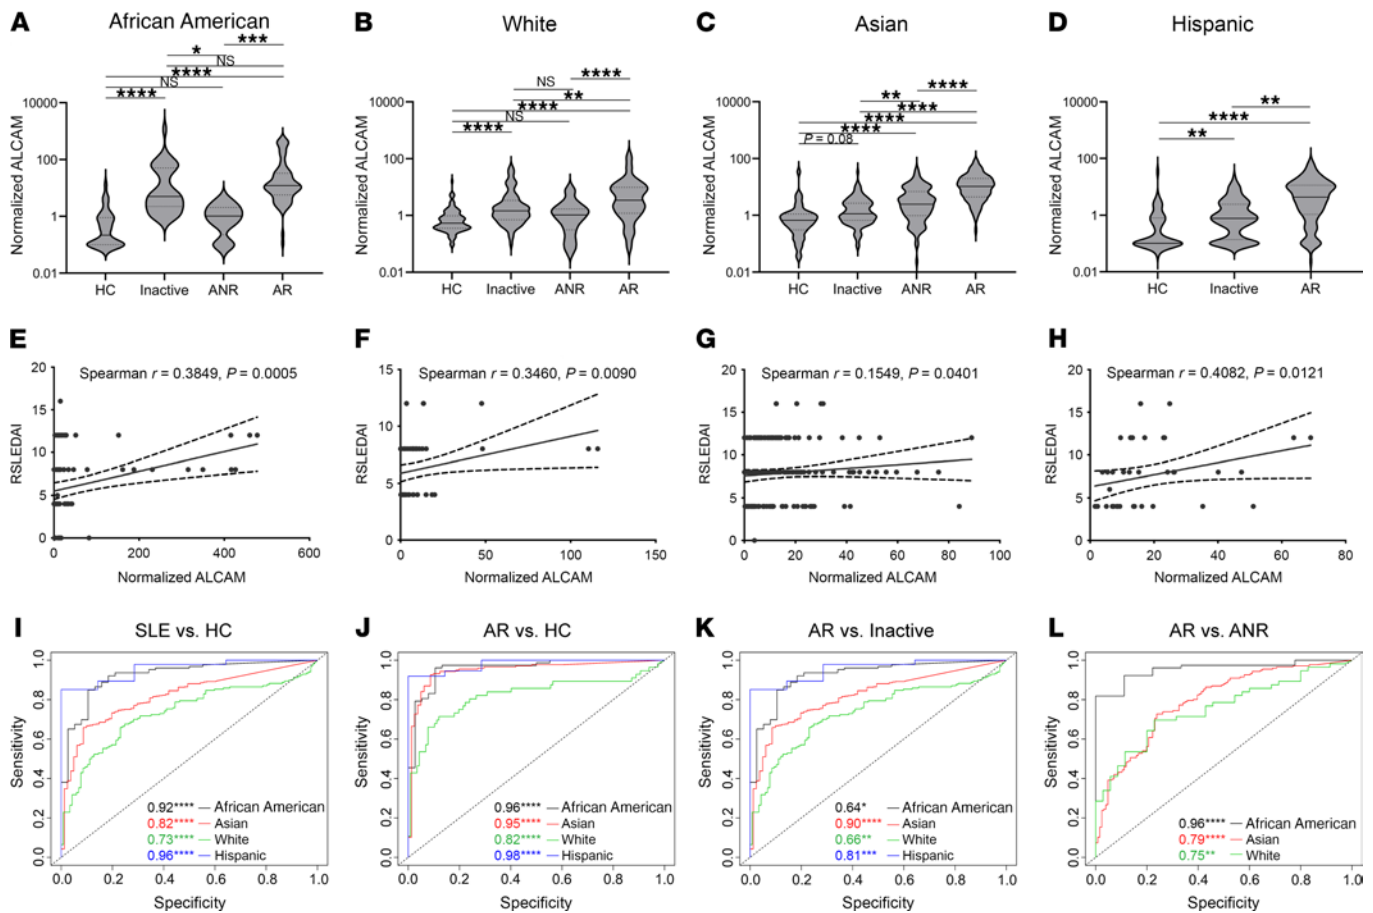 A African American
B White
C Asian
D Hispanic
Normalized ALCAM
10000
100
1
0.01
HC Inactive ANR AR
****
NS
****
NS
*
***
Normalized ALCAM
10000
100
1
0.01
HC Inactive ANR AR
****
NS
****
**
NS
****
Normalized ALCAM
10000
100
1
0.01
HC Inactive ANR AR
P = 0.08
****
****
****
**
****
Normalized ALCAM
10000
100
1
0.01
HC Inactive AR
**
****
**
E
Spearman r = 0.3849, P = 0.0005
RSLEDAI
20
15
10
5
0
0 200 400 600
Normalized ALCAM
F
Spearman r = 0.3460, P = 0.0090
RSLEDAI
15
10
5
0
0 50 100 150
Normalized ALCAM
G
Spearman r = 0.1549, P = 0.0401
RSLEDAI
20
15
10
5
0
0 20 40 60 80 100
Normalized ALCAM
H
Spearman r = 0.4082, P = 0.0121
RSLEDAI
20
15
10
5
0
0 20 40 60 80
Normalized ALCAM
I SLE vs. HC
Sensitivity
1.0
0.8
0.6
0.4
0.2
0.0
0.92**** African American
0.82**** Asian
0.73**** White
0.96**** Hispanic
0.0 0.2 0.4 0.6 0.8 1.0
Specificity
J AR vs. HC
Sensitivity
1.0
0.8
0.6
0.4
0.2
0.0
0.96**** African American
0.95**** Asian
0.82**** White
0.98**** Hispanic
0.0 0.2 0.4 0.6 0.8 1.0
Specificity
K AR vs. Inactive
Sensitivity
1.0
0.8
0.6
0.4
0.2
0.0
0.64* African American
0.90**** Asian
0.66** White
0.81*** Hispanic
0.0 0.2 0.4 0.6 0.8 1.0
Specificity
L AR vs. ANR
Sensitivity
1.0
0.8
0.6
0.4
0.2
0.0
0.96**** African American
0.79**** Asian
0.75** White
0.0 0.2 0.4 0.6 0.8 1.0
Specificity